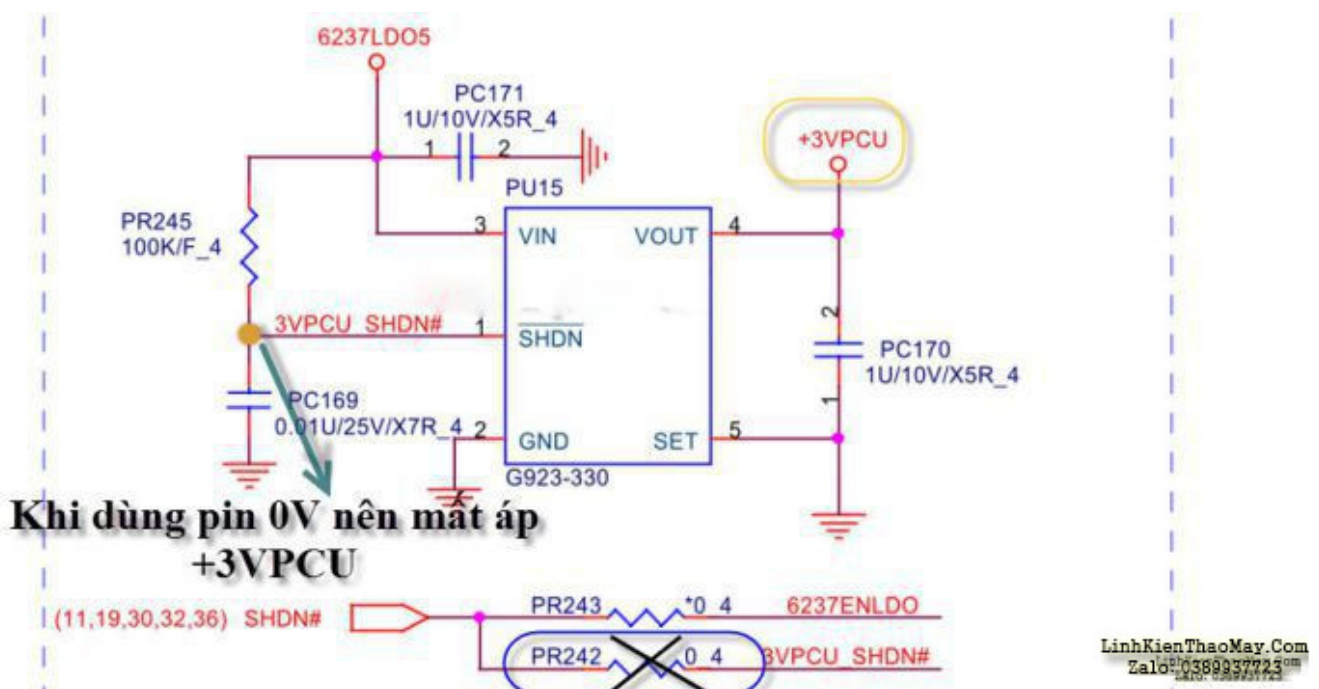 6237LDO5
PC171
1U/10V/X5R_4
1
2
+3VPCU
PU15
PR245
100K/F_4
3
VIN
VOUT
4
3VPCU_SHDN#
1
SHDN
2
PC170
1U/10V/X5R_4
1
PC169
0.01U/25V/X7R_4
2
GND
SET
5
G923-330
Khi dùng pin 0V nên mất áp
+3VPCU
(11,19,30,32,36) SHDN#
PR243
*0_4
6237ENLDO
PR242
0_4
3VPCU_SHDN#
LinhKienThaoMay.Com
Zalo: 0389937723